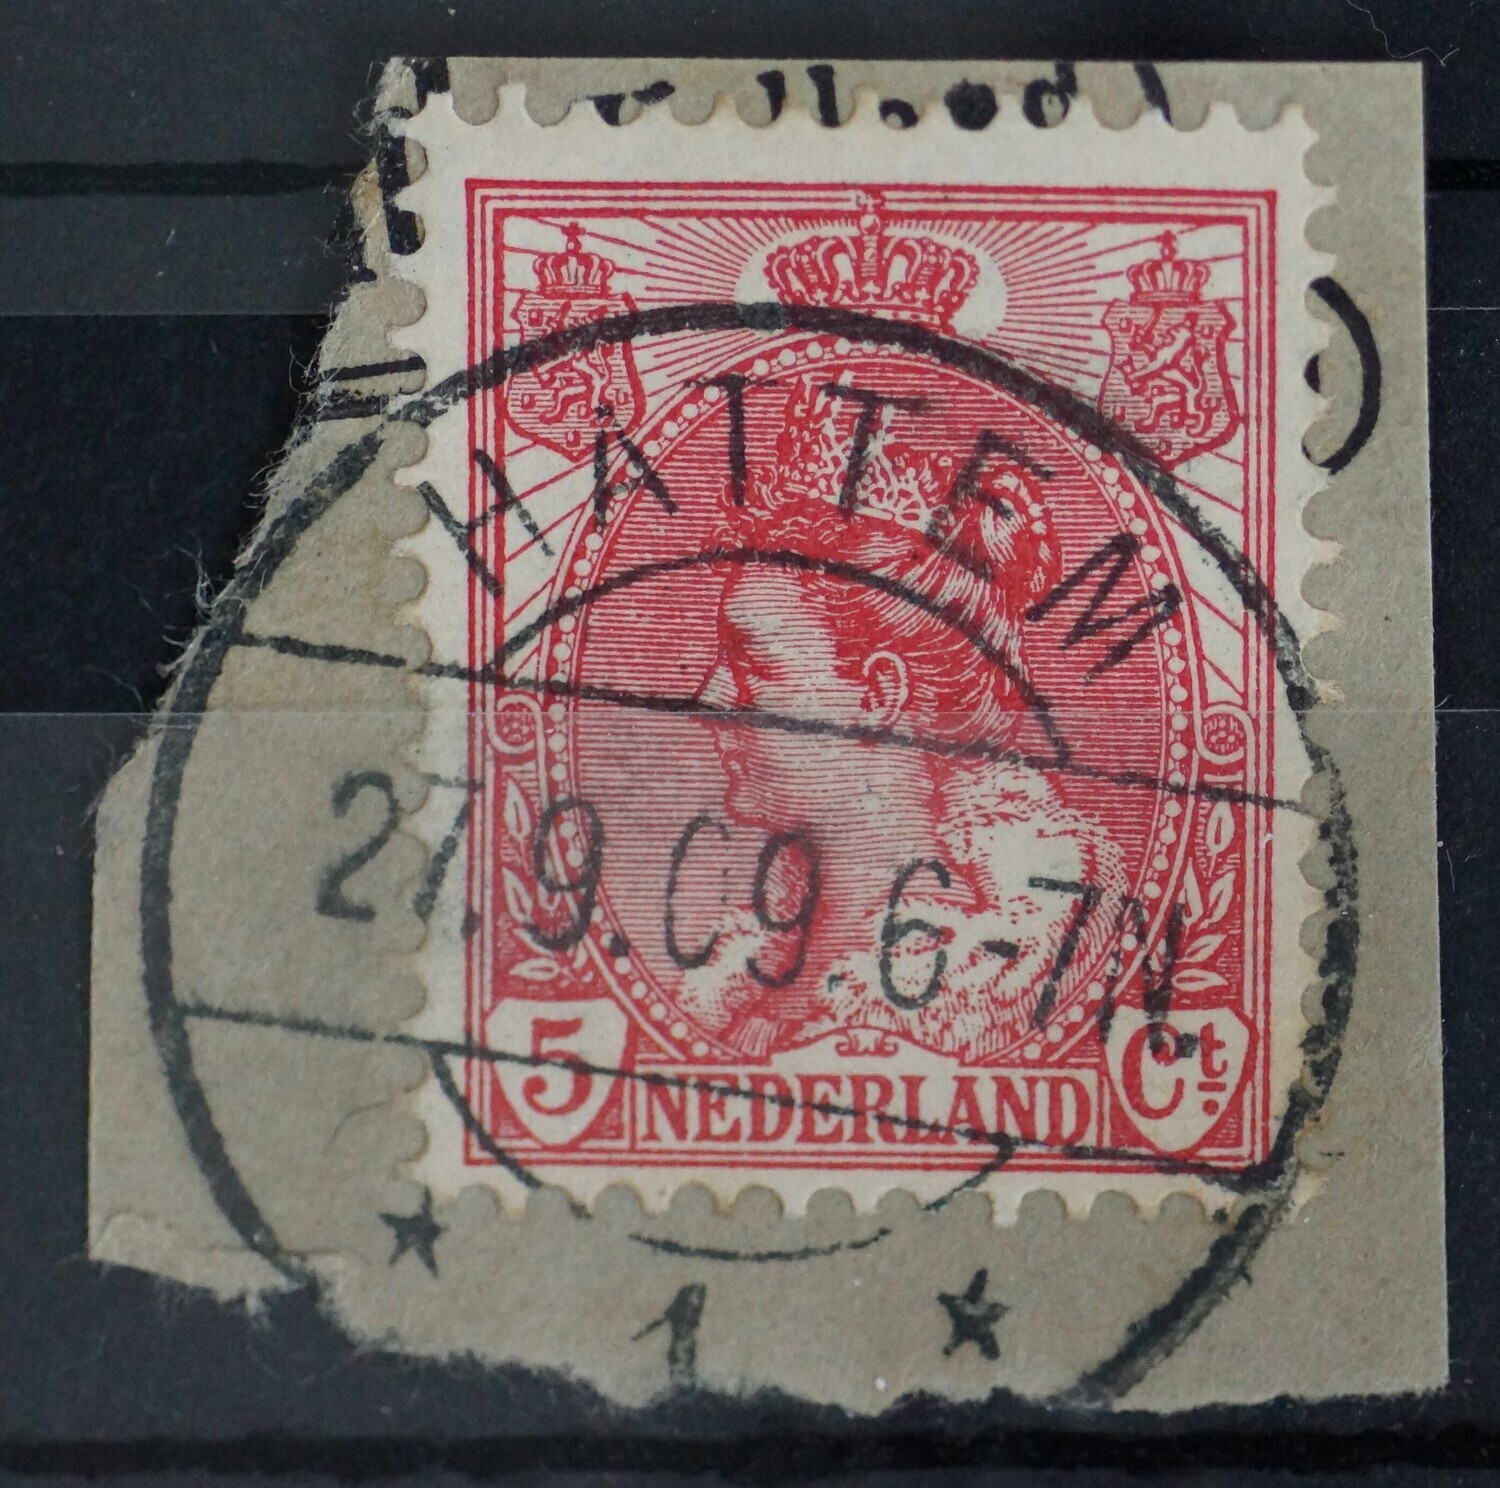 HATTEM
27.9.09.6-7N
5 NEDERLAND Ct.
1